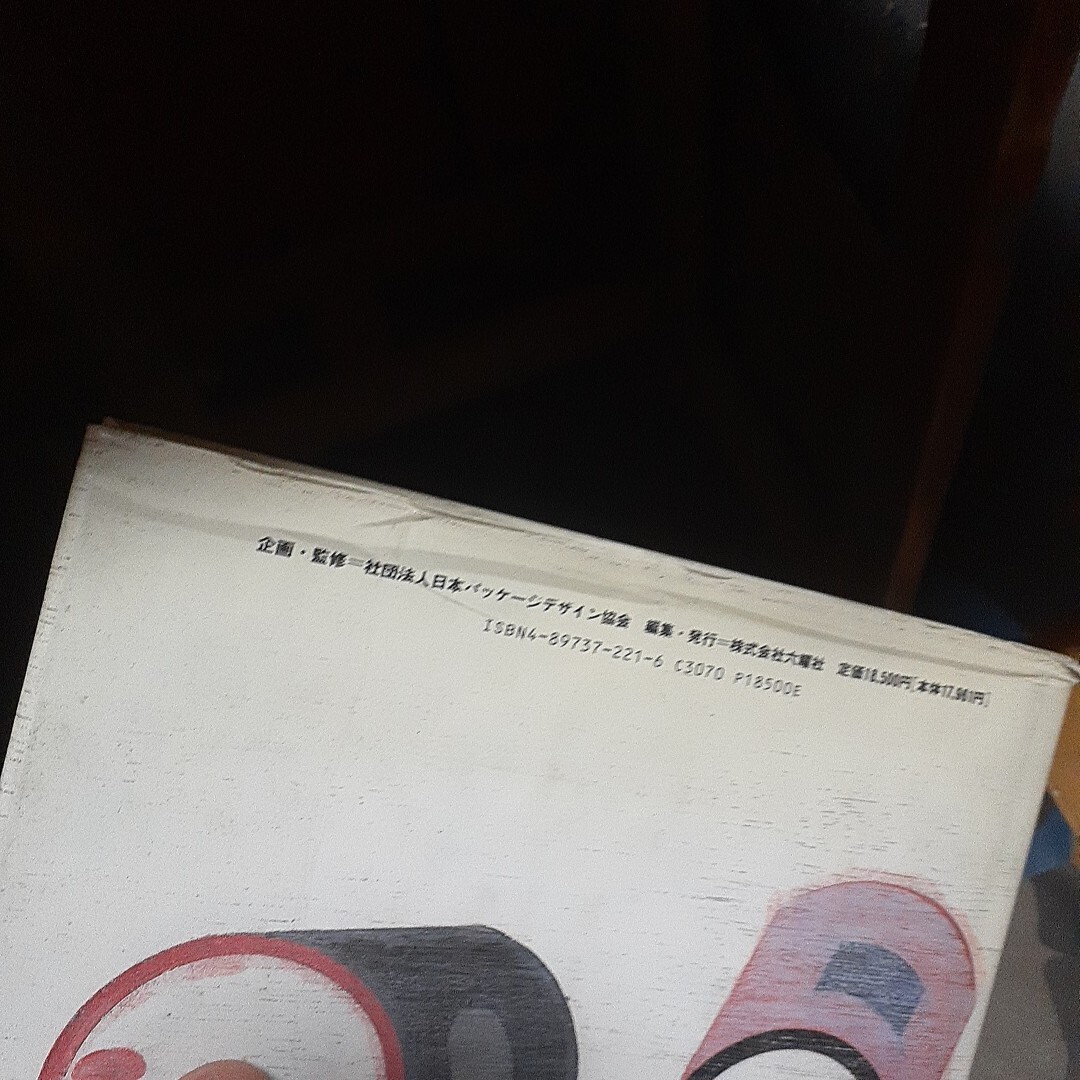 企画・監修＝社団法人日本パッケージデザイン協会 編集・発行＝株式会社六耀社 定価18,500円[本体17,961円]
ISBN4-89737-221-6 C3070 P18500E